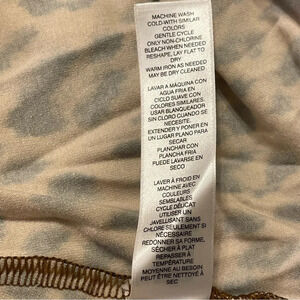 MACHINE WASH
COLD-WITH SIMILAR
COLORS
GENTLE CYCLE
ONLY NON-CHLORINE
BLEACH WHEN NEEDED
RESHAPE, LAY FLAT TO
DRY
WARM IRON AS NEEDED
MAY BE DRY CLEANED
LAVAR A MÁQUINA CON
AGUA FRIA EN
CICLO SUAVE CON
COLORES SIMILARES.
USAR BLANQUEADOR
SIN CLORO CUANDO SE
NECESITE.
EXTENDER Y PONER EN
UN LUGAR PLANO PARA
SECAR
PLANCHAR CON
PLANCHA FRIA
PUEDE LAVARSE EN
SECO
LAVER À FROID EN
MACHINE AVEC
COULEURS
SEMBLABLES
CYCLE DÉLICAT
UTILISER UN
JAVELLISANT SANS
CHLORE SEULEMENT SI
NÉCESSAIRE
REDONNER SA FORME,
SÉCHER À PLAT
REPASSER À
TEMPÉRATURE
MOYENNE AU BESOIN
PEUT ÊTRE NETTOYÉ À
SEC